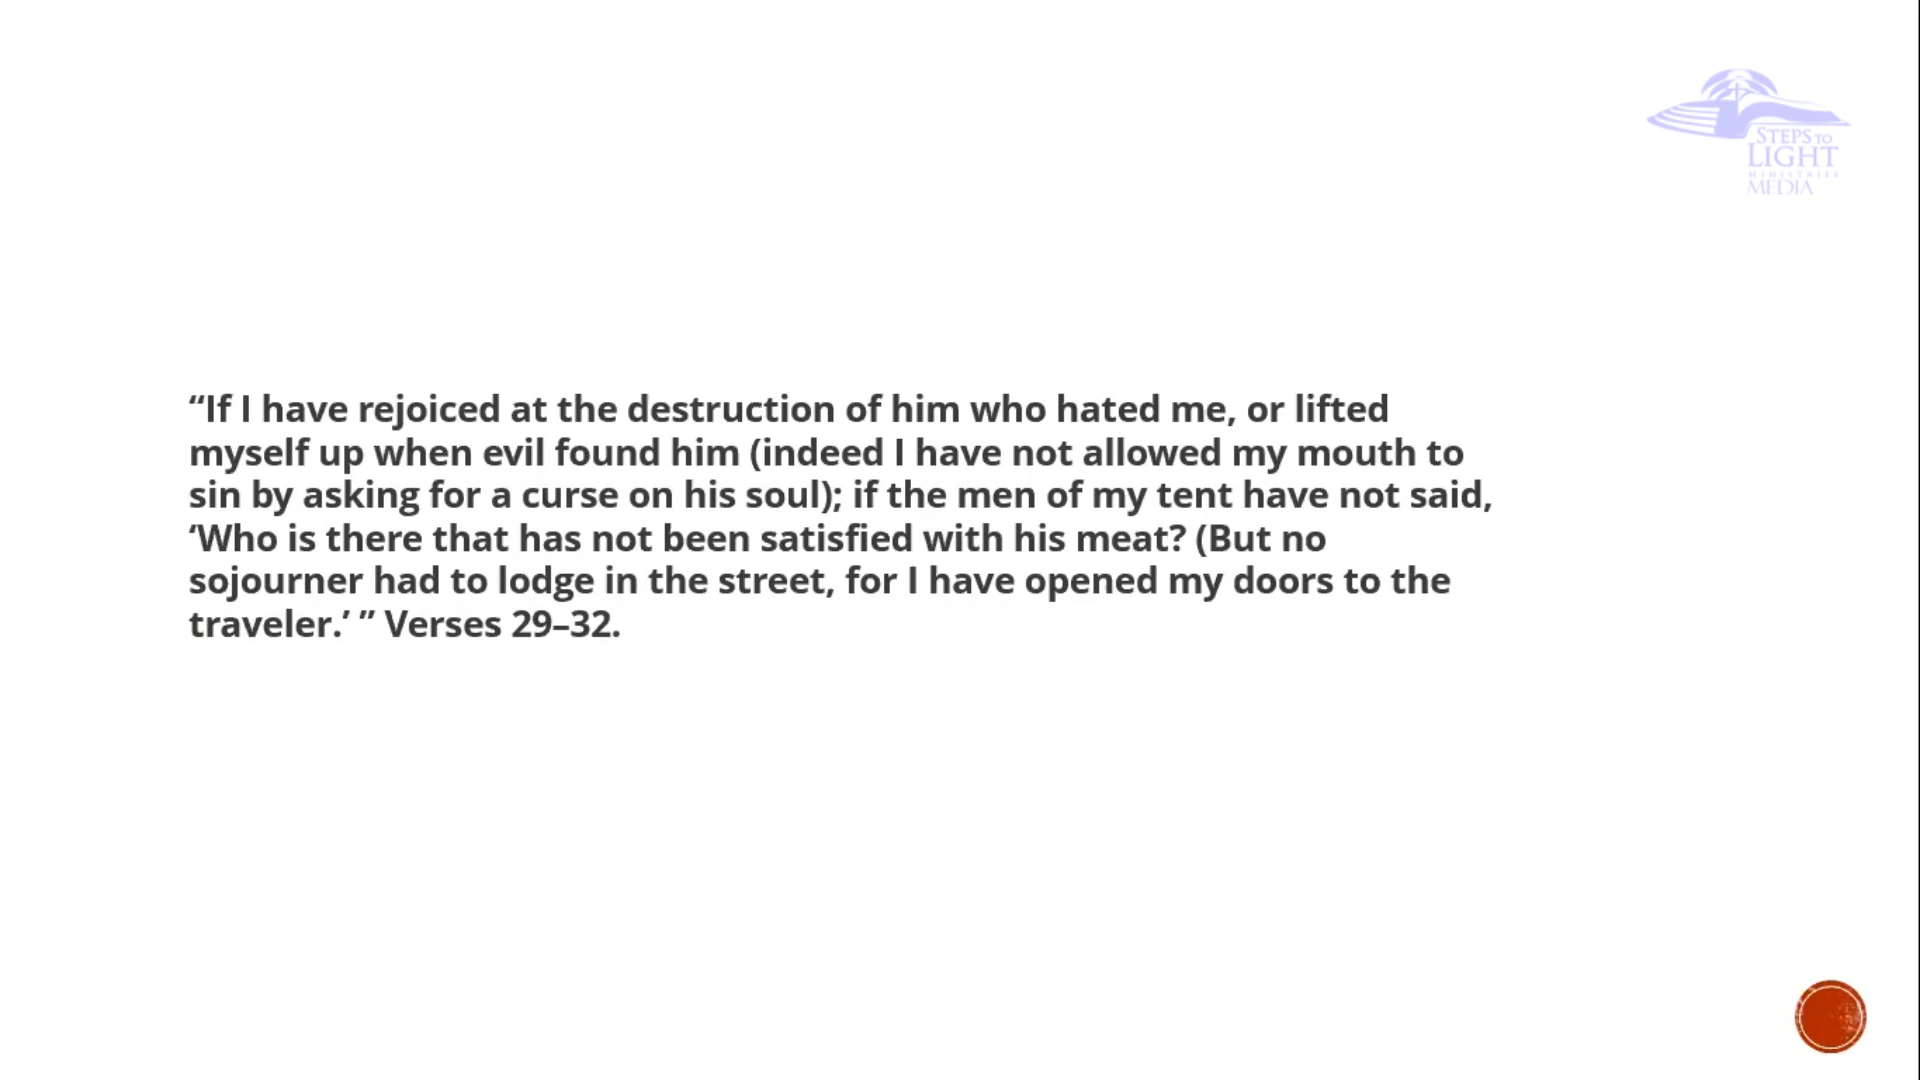 STEPS TO
LIGHT
MINISTRIES
MEDIA
“If I have rejoiced at the destruction of him who hated me, or lifted
myself up when evil found him (indeed I have not allowed my mouth to
sin by asking for a curse on his soul); if the men of my tent have not said,
‘Who is there that has not been satisfied with his meat? (But no
sojourner had to lodge in the street, for I have opened my doors to the
traveler.’ ” Verses 29–32.